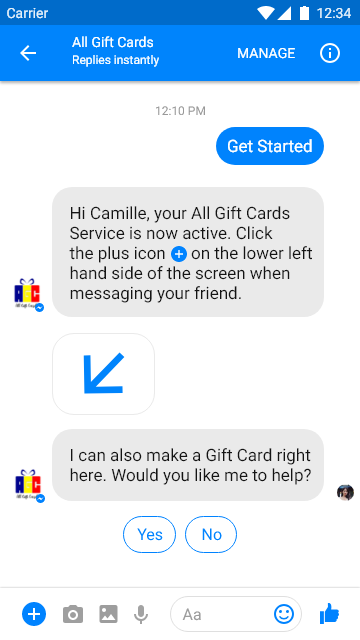 Carrier
12:34
All Gift Cards
Replies instantly
MANAGE
12:10 PM
Get Started
Hi Camille, your All Gift Cards
Service is now active. Click
the plus icon on the lower left
hand side of the screen when
messaging your friend.
I can also make a Gift Card right
here. Would you like me to help?
Yes
No
Aa